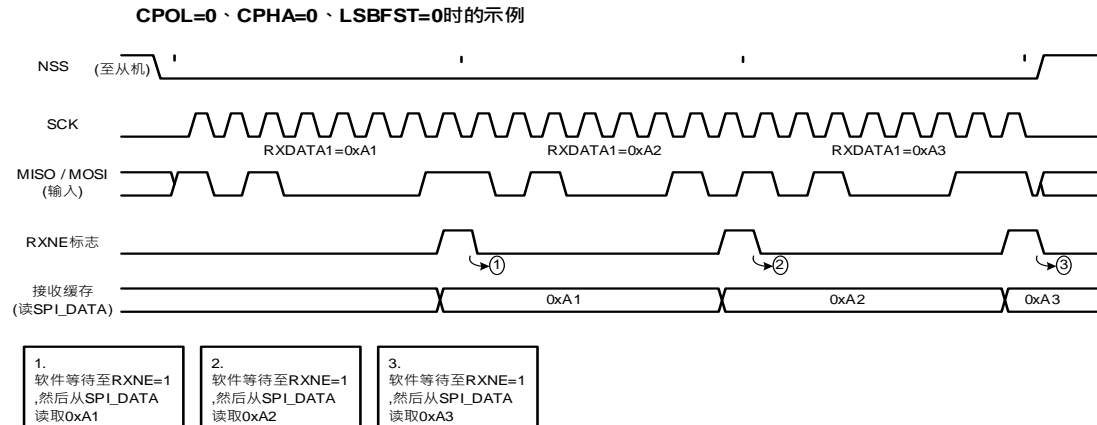 CPOL=0、CPHA=0、LSBFST=0时的示例
NSS (至从机)
SCK
RXDATA1=0xA1 RXDATA1=0xA2 RXDATA1=0xA3
MISO / MOSI
(输入)
RXNE标志
1 2 3
接收缓存
(读SPI_DATA)
0xA1 0xA2 0xA3
1.
软件等待至RXNE=1
,然后从SPI_DATA
读取0xA1
2.
软件等待至RXNE=1
,然后从SPI_DATA
读取0xA2
3.
软件等待至RXNE=1
,然后从SPI_DATA
读取0xA3